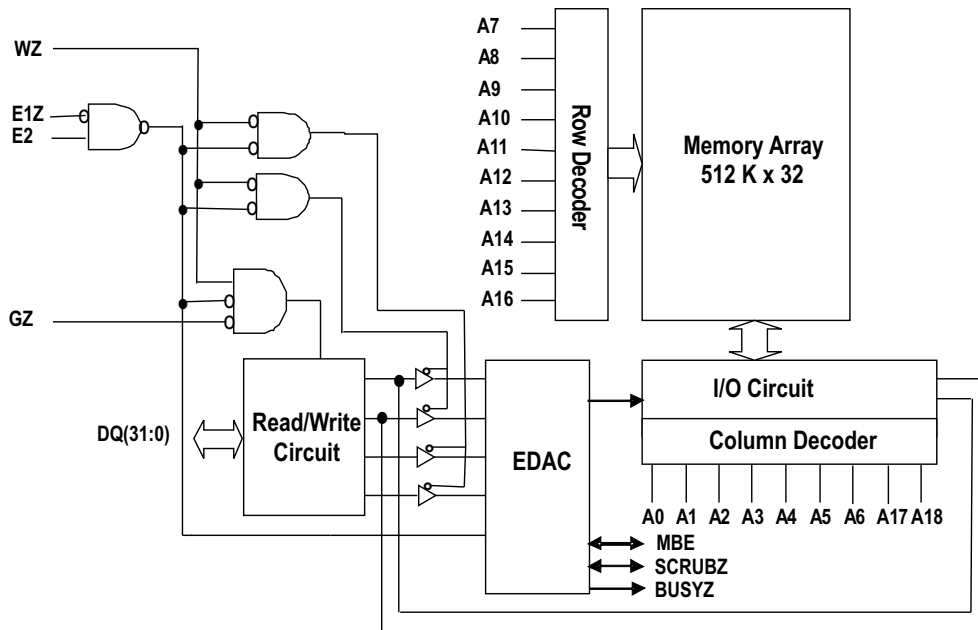 WZ
E1Z
E2
GZ
A7
A8
A9
A10
A11
A12
A13
A14
A15
A16
Row Decoder
Memory Array
512 K x 32
DQ(31:0)
Read/Write
Circuit
EDAC
I/O Circuit
Column Decoder
A0 A1 A2 A3 A4 A5 A6 A17 A18
MBE
SCRUBZ
BUSYZ